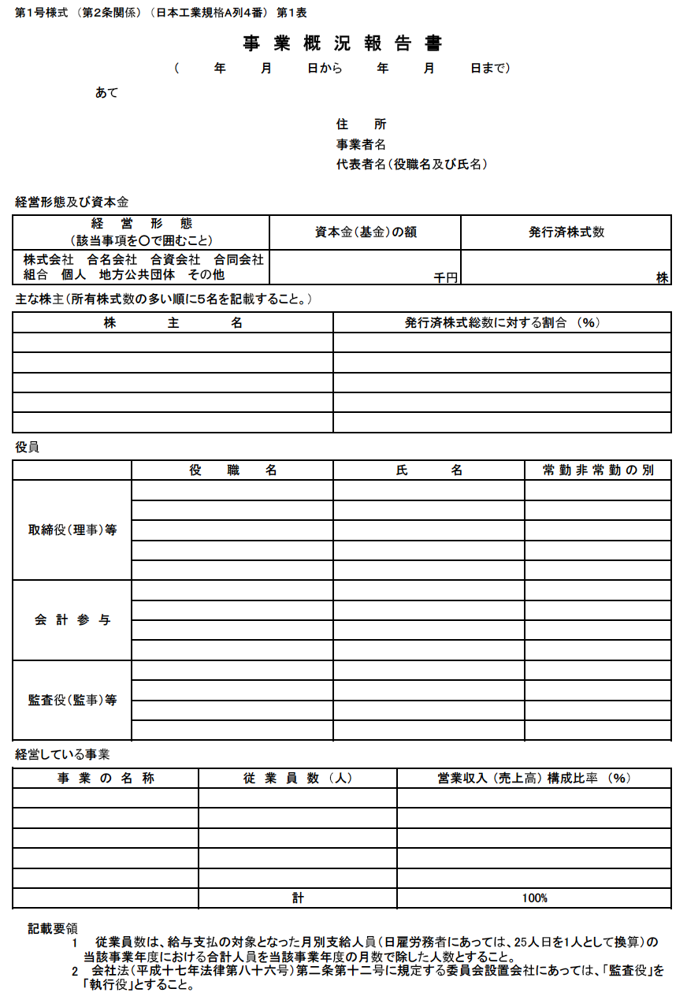 第1号様式 （第2条関係）（日本工業規格A列4番） 第1表
事 業 概 況 報 告 書
（　　年　　月　　日から　　年　　月　　日まで）
あて
住　　所
事業者名
代表者名（役職名及び氏名）
経営形態及び資本金
経　営　形　態
（該当事項を〇で囲むこと）
資本金（基金）の額
発行済株式数
株式会社　合名会社　合資会社　合同会社
組合　個人　地方公共団体　その他
千円
株
主な株主（所有株式数の多い順に5名を記載すること。）
株　　主　　名
発行済株式総数に対する割合 （％）
役員
役　職　名
氏　　名
常 勤 非 常 勤 の 別
取締役（理事）等
会 計 参 与
監査役（監事）等
経営している事業
事 業 の 名 称
従 業 員 数 （人）
営業収入（売上高）構成比率 （％）
計
100%
記載要領
1　従業員数は、給与支払の対象となった月別支給人員（日雇労務者にあっては、25人日を1人として換算）の
当該事業年度における合計人員を当該事業年度の月数で除した人数とすること。
2　会社法（平成十七年法律第八十六号）第二条第十二号に規定する委員会設置会社にあっては、「監査役」を
「執行役」とすること。